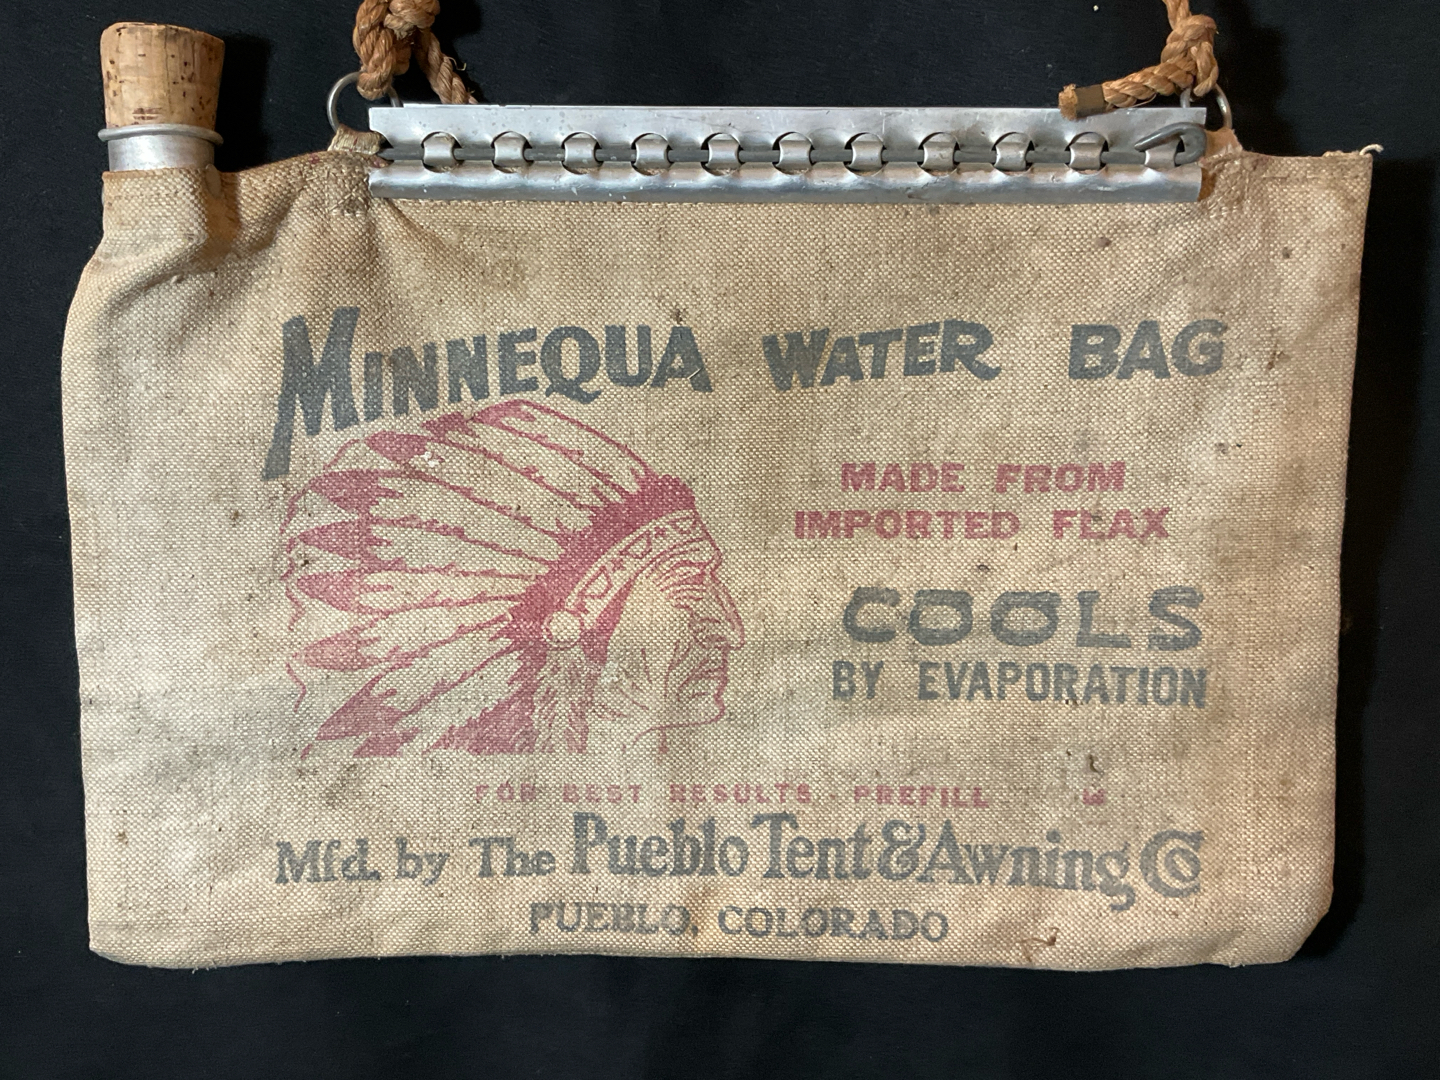 MINNEQUA WATER BAG
MADE FROM
IMPORTED FLAX
COOLS
BY EVAPORATION
FOR BEST RESULTS - PREFILL
Mfd. by The Pueblo Tent & Awning Co
PUEBLO, COLORADO